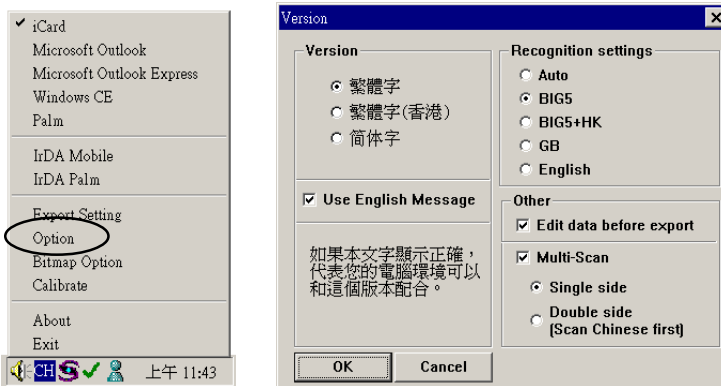 iCard
Microsoft Outlook
Microsoft Outlook Express
Windows CE
Palm
IrDA Mobile
IrDA Palm
Export Setting
Option
Bitmap Option
Calibrate
About
Exit
CH
上午 11:43
Version
Version
繁體字
繁體字(香港)
简体字
Use English Message
如果本文字顯示正確，
代表您的電腦環境可以
和這個版本配合。
OK
Cancel
Recognition settings
Auto
BIG5
BIG5+HK
GB
English
Other
Edit data before export
Multi-Scan
Single side
Double side
(Scan Chinese first)